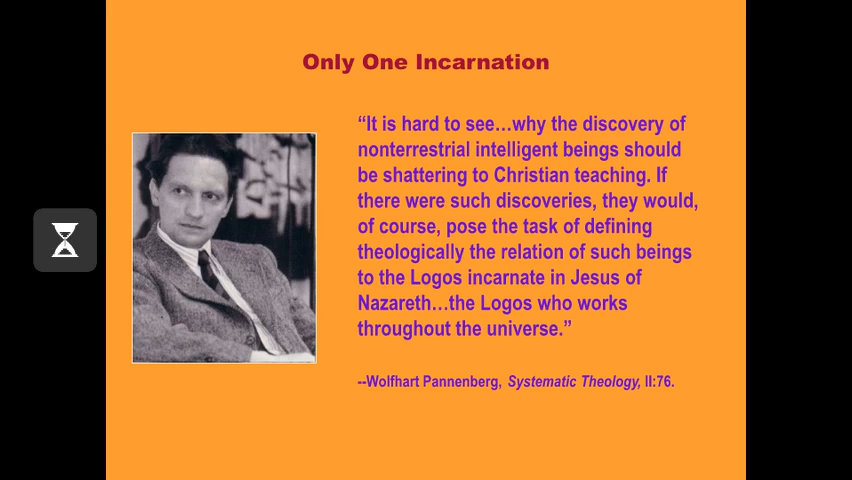 Only One Incarnation
“It is hard to see…why the discovery of
nonterrestrial intelligent beings should
be shattering to Christian teaching. If
there were such discoveries, they would,
of course, pose the task of defining
theologically the relation of such beings
to the Logos incarnate in Jesus of
Nazareth…the Logos who works
throughout the universe.”
--Wolfhart Pannenberg, Systematic Theology, II:76.